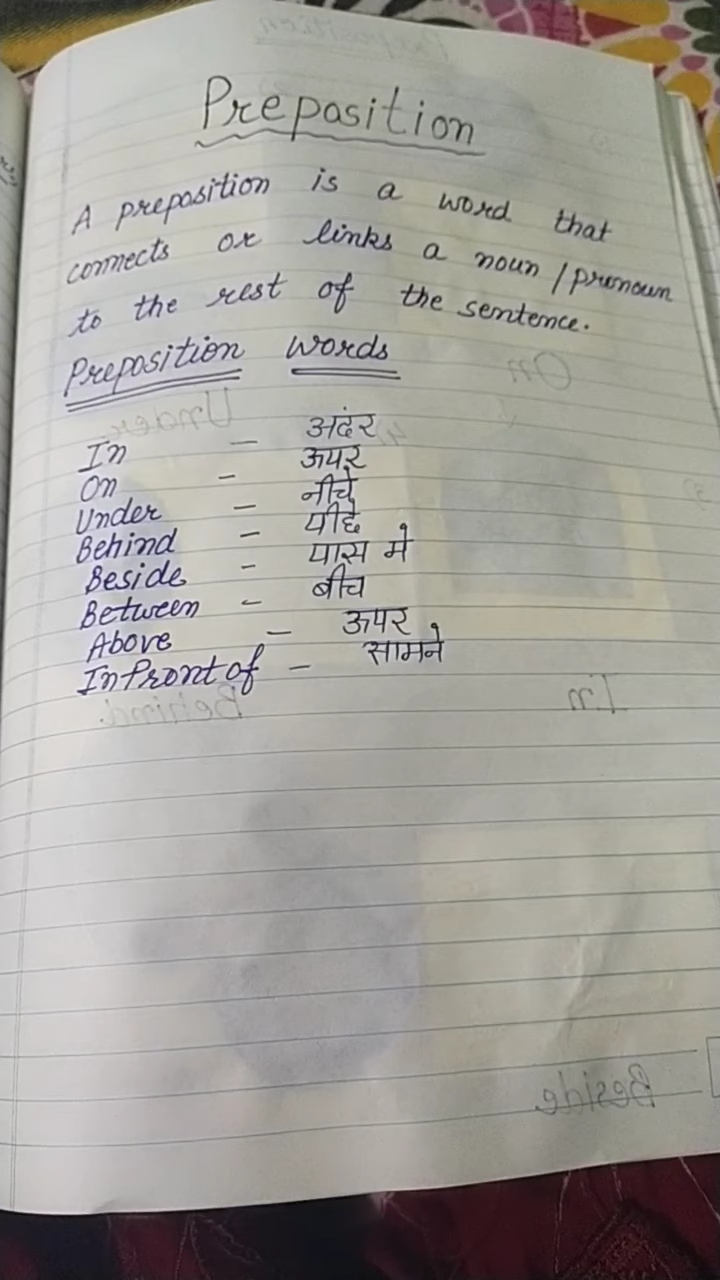 Preposition
A preposition is a word that
connects or links a noun / pronoun
to the rest of the sentence.
Preposition Words
In - अंदर
On - ऊपर
Under - नीचे
Behind - पीछे
Beside - पास मे
Between - बीच
Above - ऊपर
In Front of - सामने